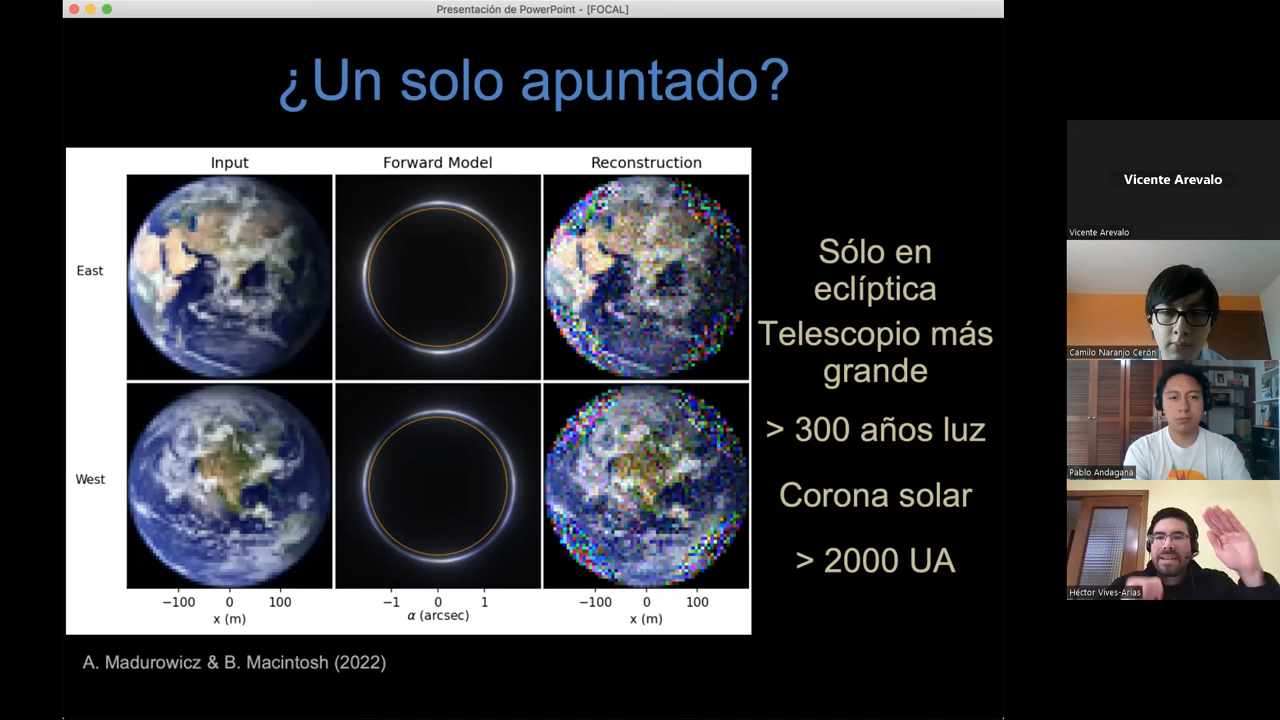 Presentación de PowerPoint - [FOCAL]
¿Un solo apuntado?
Input
Forward Model
Reconstruction
East
West
−100 0 100
x (m)
−1 0 1
α (arcsec)
−100 0 100
x (m)
Sólo en
eclíptica
Telescopio más
grande
> 300 años luz
Corona solar
> 2000 UA
A. Madurowicz & B. Macintosh (2022)
Vicente Arevalo
Vicente Arevalo
Camilo Naranjo Cerón
Pablo Andagana
Héctor Vives-Arias